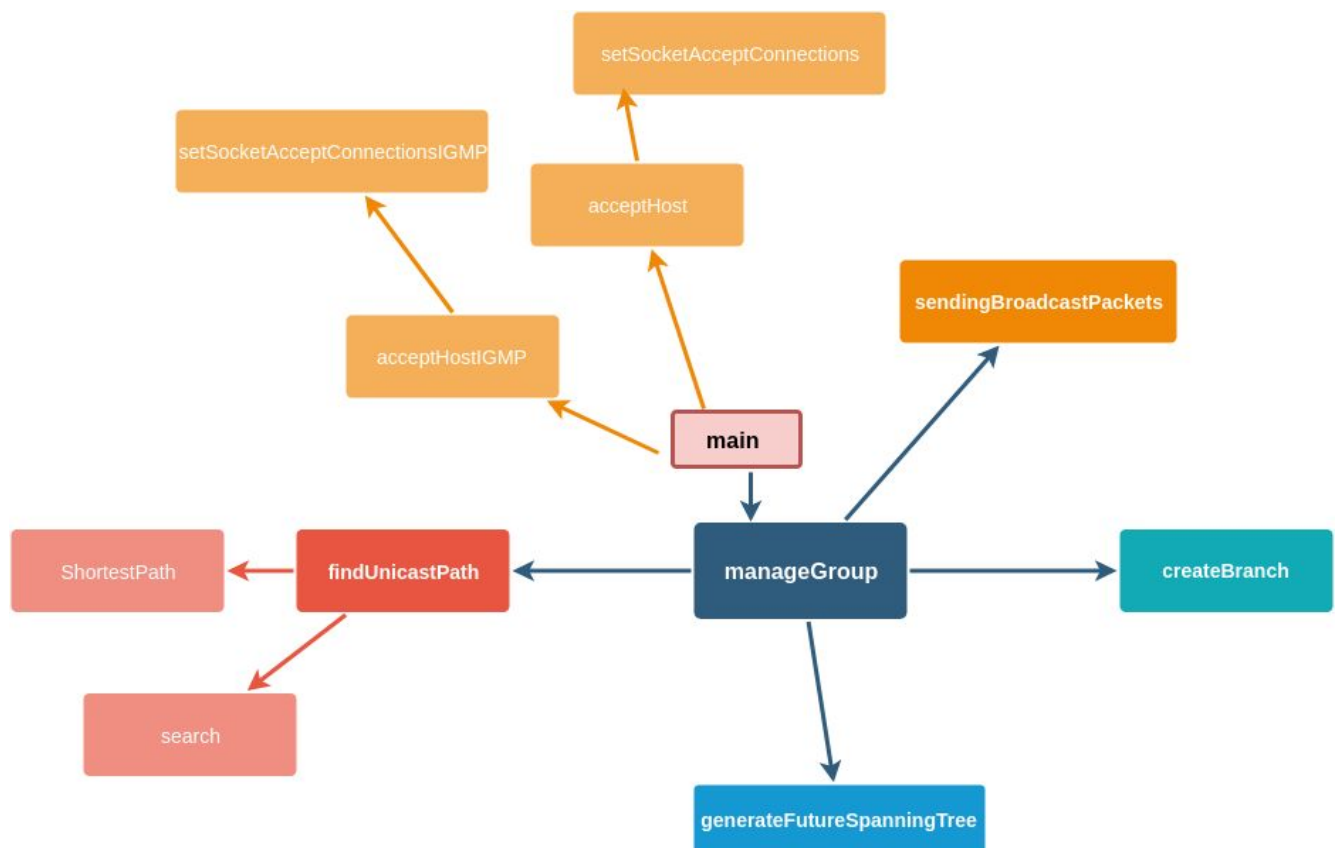 setSocketAcceptConnections
setSocketAcceptConnectionsIGMP
acceptHost
sendingBroadcastPackets
acceptHostIGMP
main
ShortestPath
findUnicastPath
manageGroup
createBranch
search
generateFutureSpanningTree